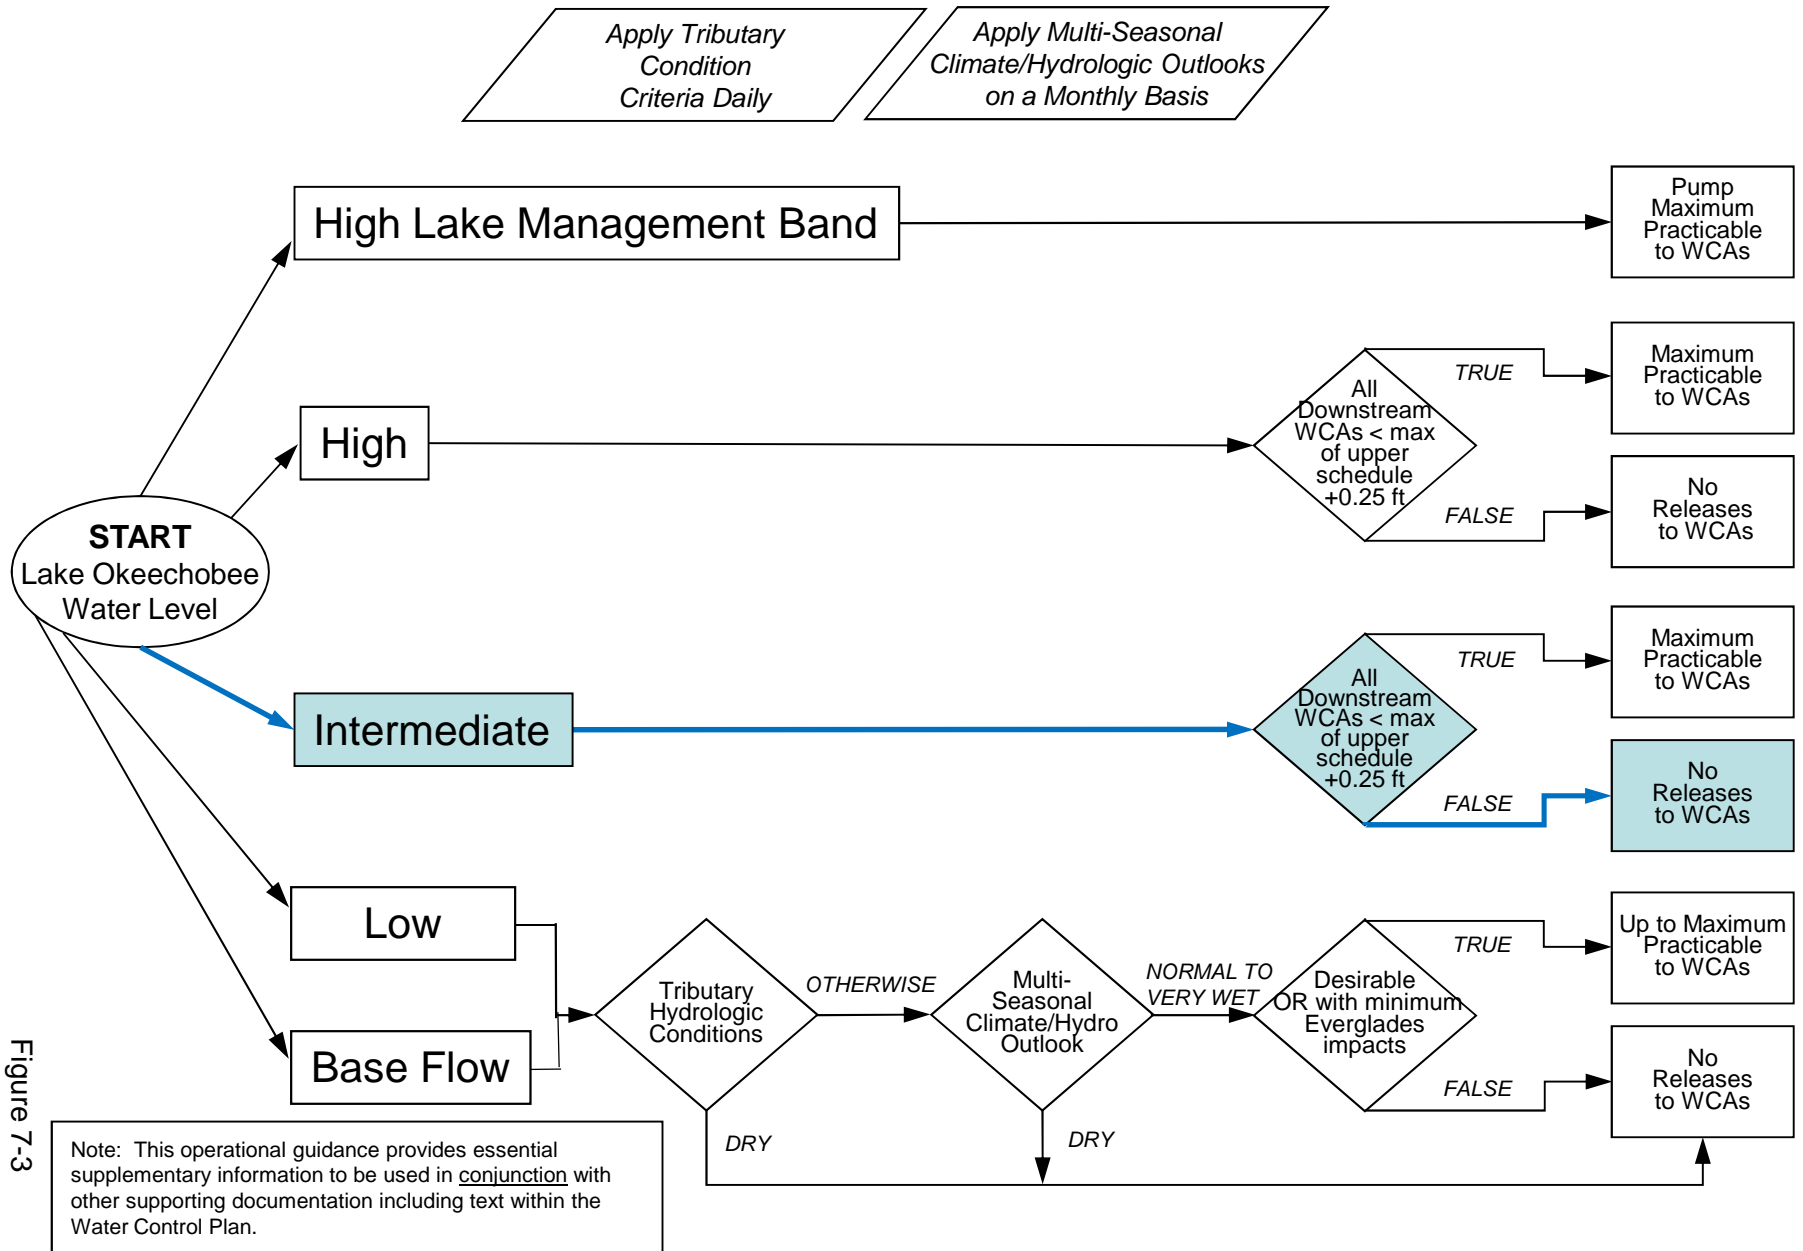 Apply Tributary
Condition
Criteria Daily
Apply Multi-Seasonal
Climate/Hydrologic Outlooks
on a Monthly Basis
High Lake Management Band
Pump
Maximum
Practicable
to WCAs
High
All
Downstream
WCAs < max
of upper
schedule
+0.25 ft
TRUE
Maximum
Practicable
to WCAs
FALSE
No
Releases
to WCAs
START
Lake Okeechobee
Water Level
Intermediate
All
Downstream
WCAs < max
of upper
schedule
+0.25 ft
TRUE
Maximum
Practicable
to WCAs
FALSE
No
Releases
to WCAs
Low
Base Flow
Tributary
Hydrologic
Conditions
OTHERWISE
Multi-
Seasonal
Climate/Hydro
Outlook
NORMAL TO
VERY WET
Desirable
OR with minimum
Everglades
impacts
TRUE
Up to Maximum
Practicable
to WCAs
FALSE
No
Releases
to WCAs
DRY
DRY
Figure 7-3
Note: This operational guidance provides essential
supplementary information to be used in conjunction with
other supporting documentation including text within the
Water Control Plan.